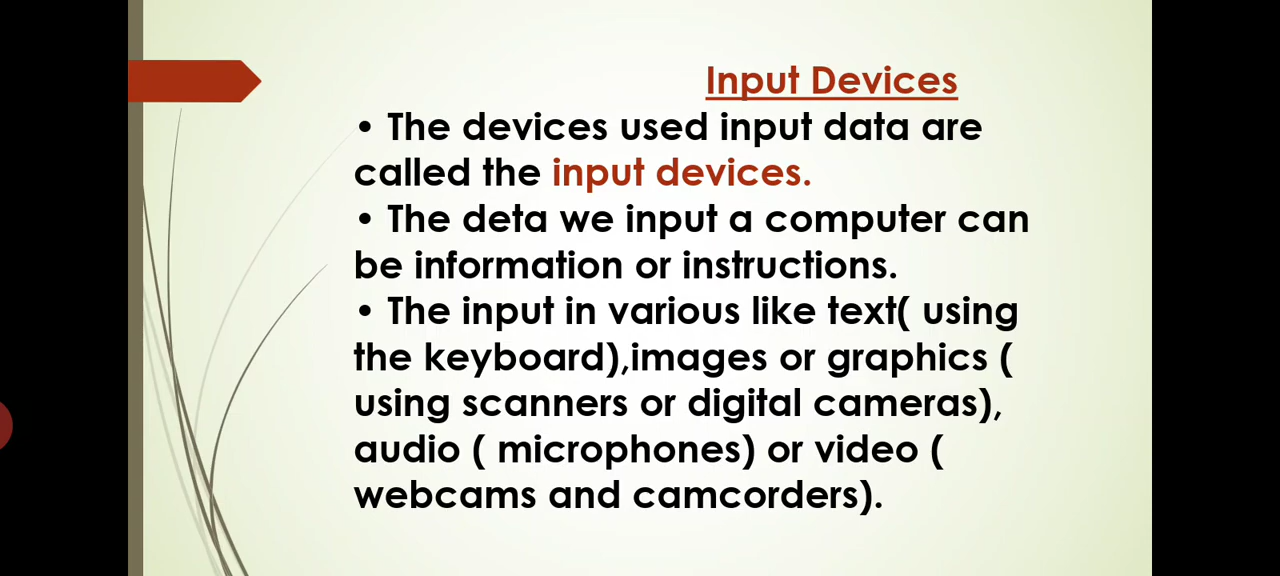 Input Devices
• The devices used input data are
called the input devices.
• The deta we input a computer can
be information or instructions.
• The input in various like text( using
the keyboard),images or graphics (
using scanners or digital cameras),
audio ( microphones) or video (
webcams and camcorders).